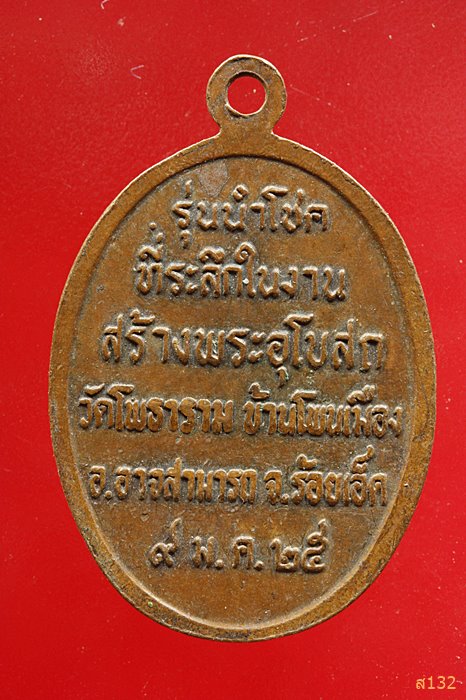 รุ่นนำโชค
ที่ระลึกในงาน
สร้างพระอุโบสถ
วัดโพธาราม บ้านโพนเมือง
อ.อาจสามารถ จ.ร้อยเอ็ด
๙ ม.ค.๒๕
ส132